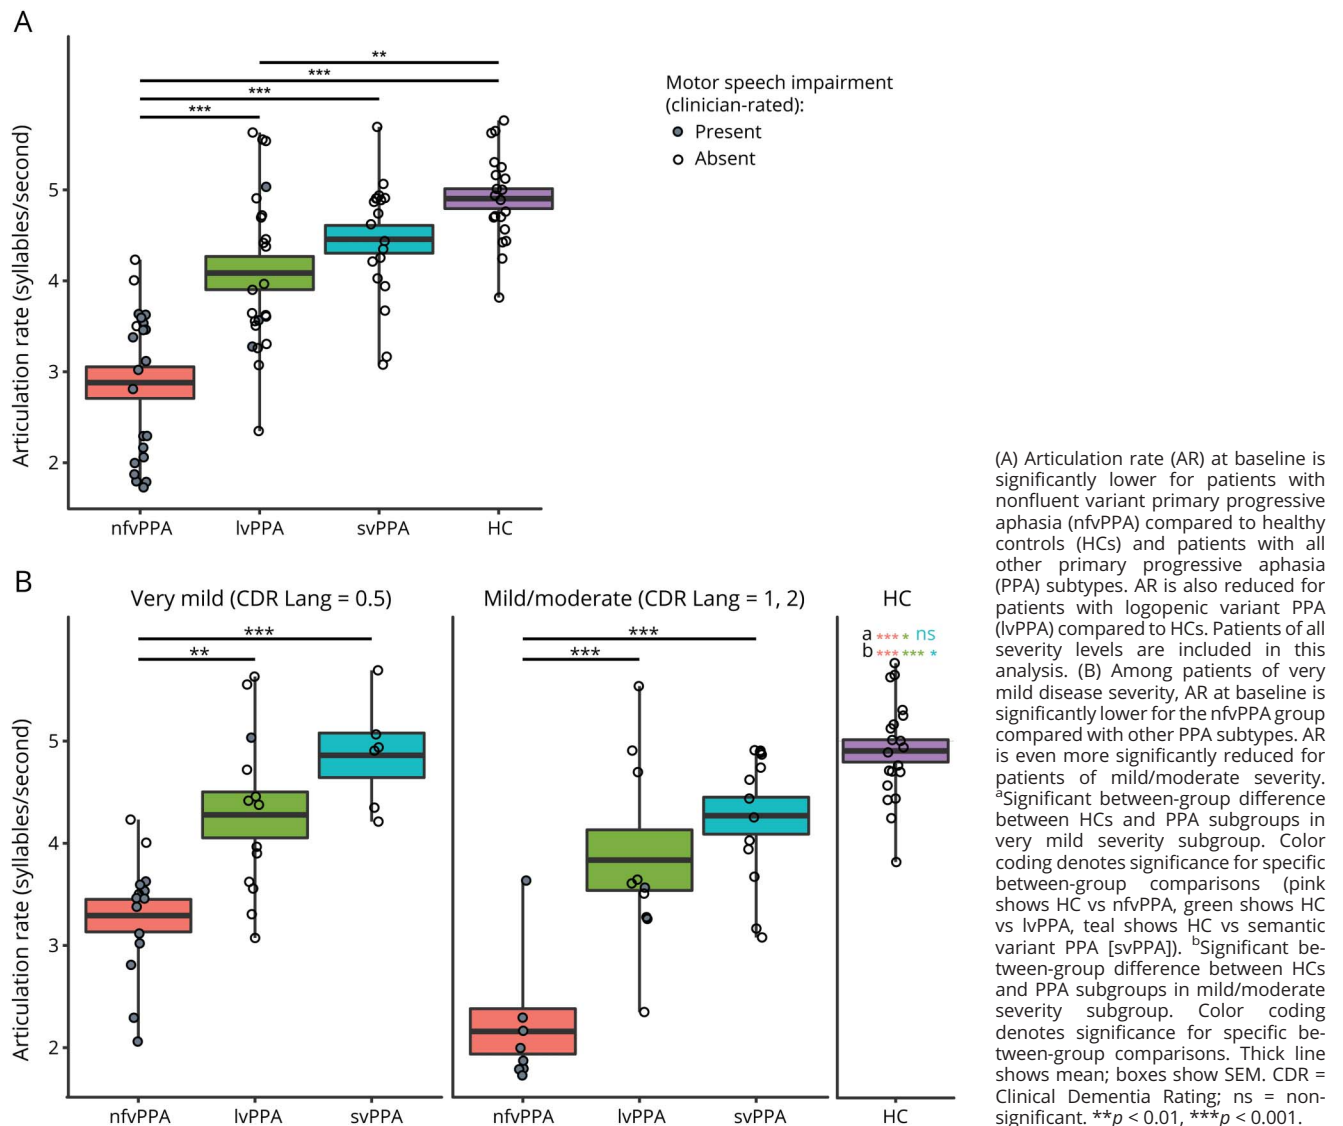 A
**
***
***
***
Motor speech impairment
(clinician-rated):
Present
Absent
Articulation rate (syllables/second)
5
4
3
2
nfvPPA lvPPA svPPA HC
B
Very mild (CDR Lang = 0.5) Mild/moderate (CDR Lang = 1, 2) HC
*** *** a *** * ns
** *** b *** *** *
Articulation rate (syllables/second)
5
4
3
2
nfvPPA lvPPA svPPA nfvPPA lvPPA svPPA HC
(A) Articulation rate (AR) at baseline is
significantly lower for patients with
nonfluent variant primary progressive
aphasia (nfvPPA) compared to healthy
controls (HCs) and patients with all
other primary progressive aphasia
(PPA) subtypes. AR is also reduced for
patients with logopenic variant PPA
(lvPPA) compared to HCs. Patients of all
severity levels are included in this
analysis. (B) Among patients of very
mild disease severity, AR at baseline is
significantly lower for the nfvPPA group
compared with other PPA subtypes. AR
is even more significantly reduced for
patients of mild/moderate severity.
aSignificant between-group difference
between HCs and PPA subgroups in
very mild severity subgroup. Color
coding denotes significance for specific
between-group comparisons (pink
shows HC vs nfvPPA, green shows HC
vs lvPPA, teal shows HC vs semantic
variant PPA [svPPA]). bSignificant be-
tween-group difference between HCs
and PPA subgroups in mild/moderate
severity subgroup. Color coding
denotes significance for specific be-
tween-group comparisons. Thick line
shows mean; boxes show SEM. CDR =
Clinical Dementia Rating; ns = non-
significant. **p < 0.01, ***p < 0.001.